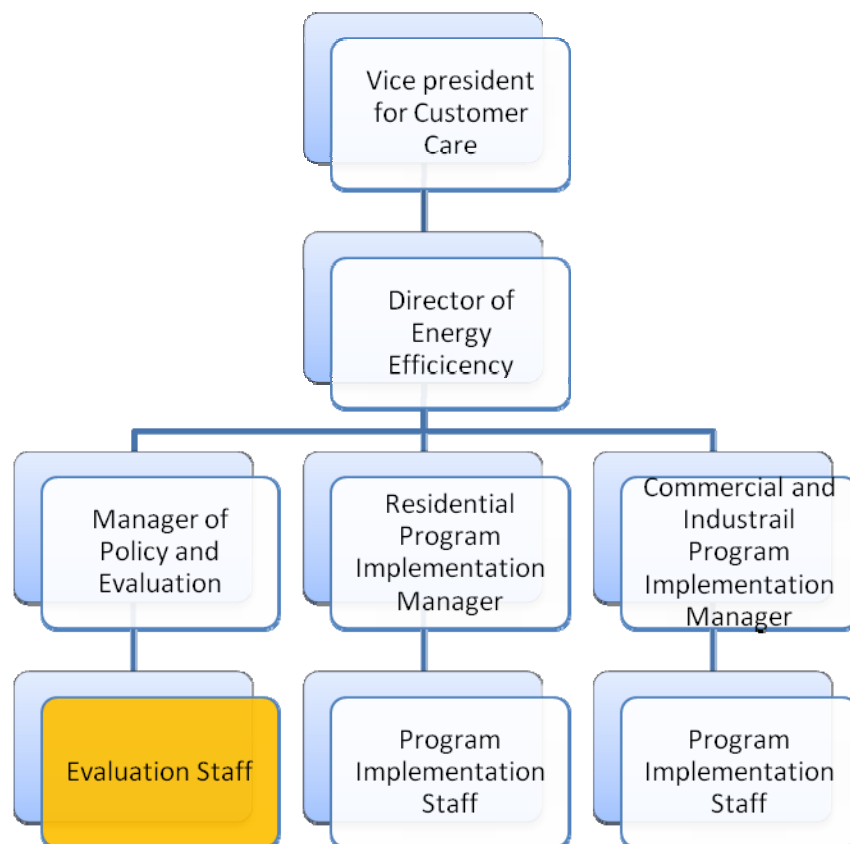 Vice president
for Customer
Care
Director of
Energy
Efficicency
Manager of
Policy and
Evaluation
Residential
Program
Implementation
Manager
Commercial and
Industrail
Program
Implementation
Manager
Evaluation Staff
Program
Implementation
Staff
Program
Implementation
Staff